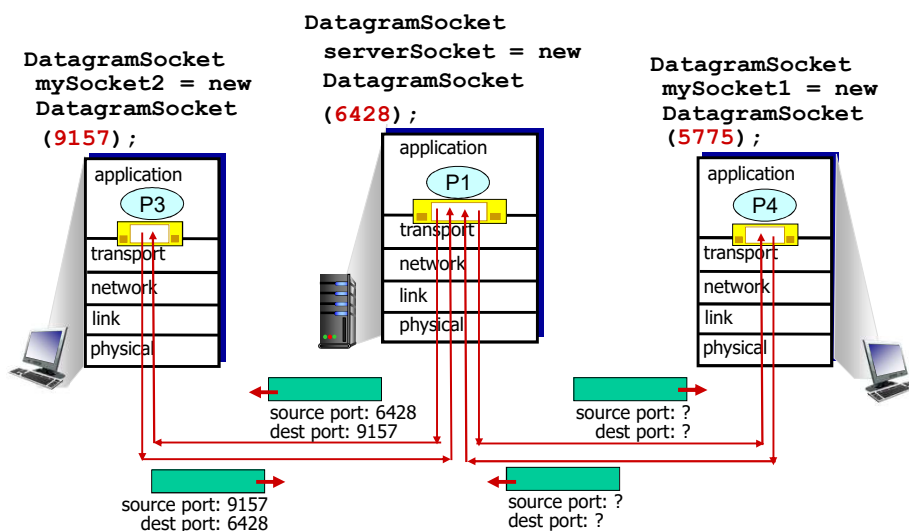 DatagramSocket
serverSocket = new
DatagramSocket
(6428);
DatagramSocket
mySocket2 = new
DatagramSocket
(9157);
DatagramSocket
mySocket1 = new
DatagramSocket
(5775);
application
P3
transport
network
link
physical
application
P1
transport
network
link
physical
application
P4
transport
network
link
physical
source port: 6428
dest port: 9157
source port: ?
dest port: ?
source port: 9157
dest port: 6428
source port: ?
dest port: ?